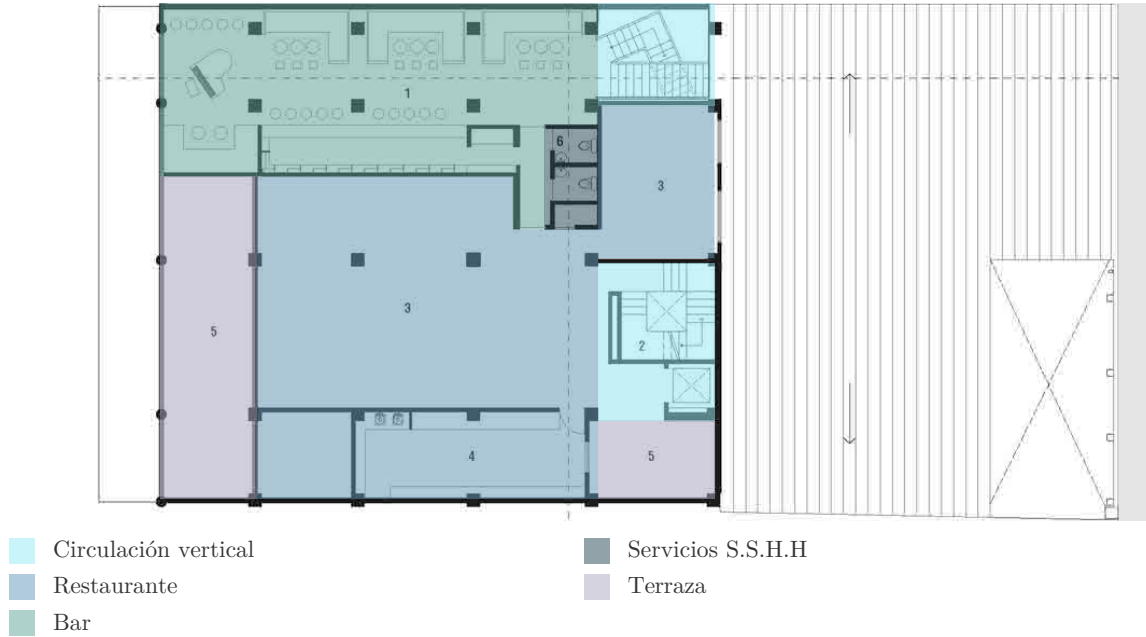 1
6
3
3
5
2
4
5
Circulación vertical
Restaurante
Bar
Servicios S.S.H.H
Terraza